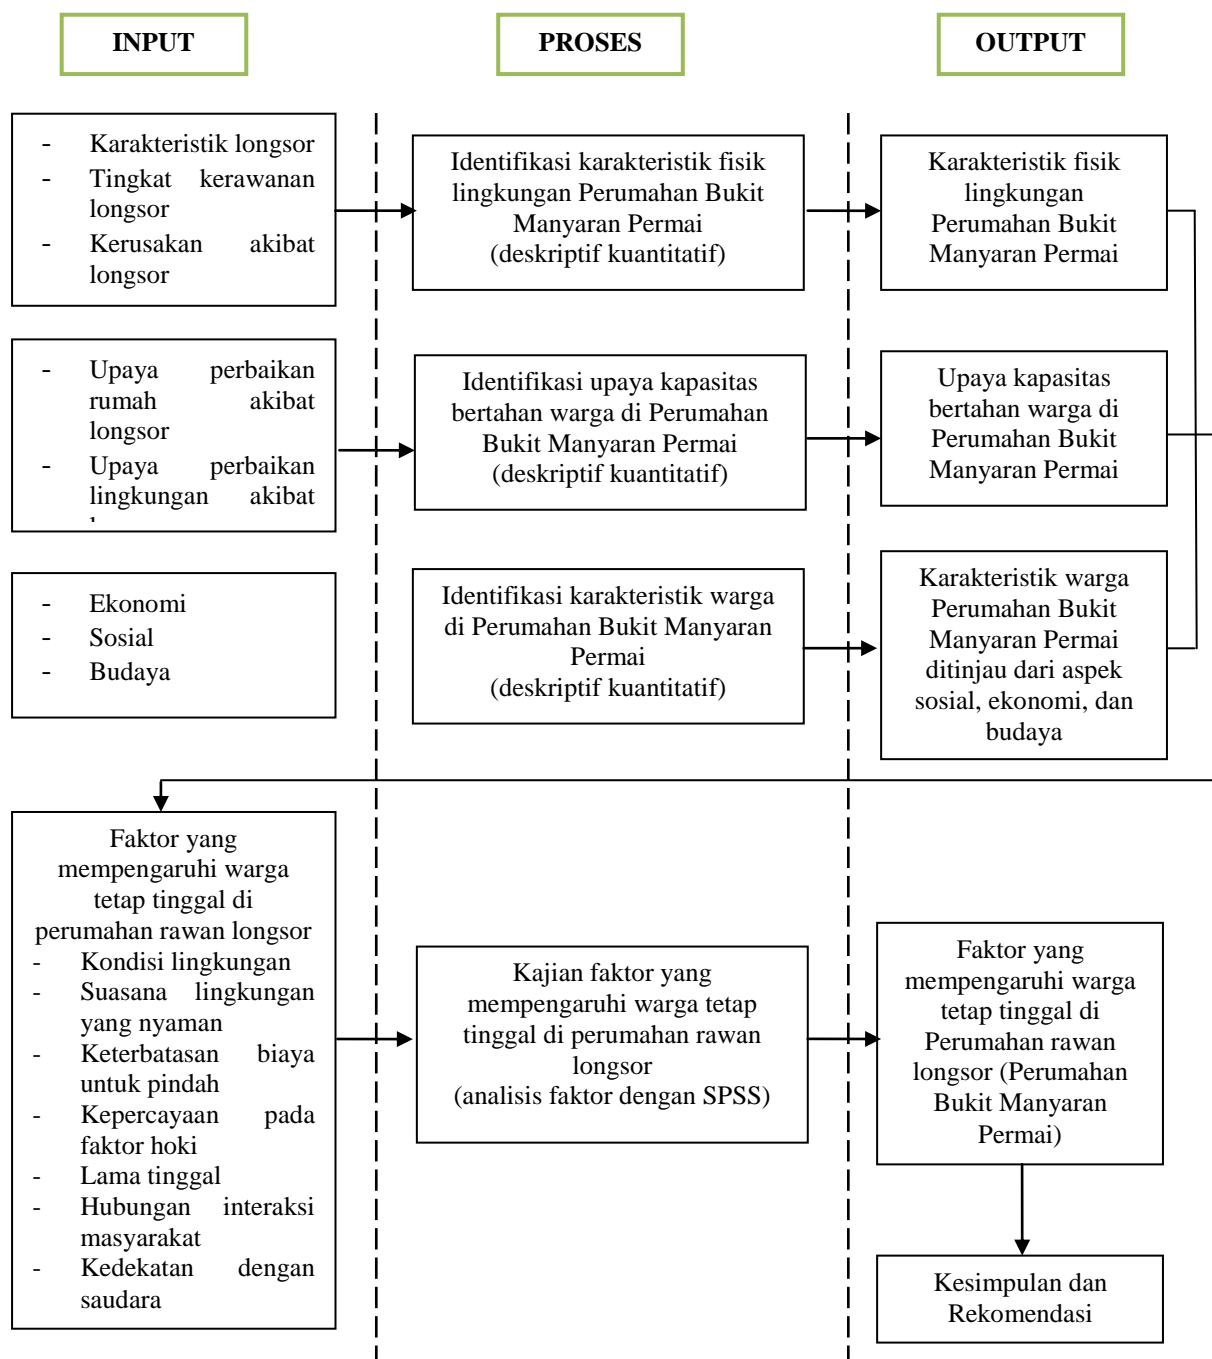 INPUT
PROSES
OUTPUT
- Karakteristik longsor
- Tingkat kerawanan
longsor
- Kerusakan akibat
longsor
Identifikasi karakteristik fisik
lingkungan Perumahan Bukit
Manyaran Permai
(deskriptif kuantitatif)
Karakteristik fisik
lingkungan
Perumahan Bukit
Manyaran Permai
- Upaya perbaikan
rumah akibat
longsor
- Upaya perbaikan
lingkungan akibat
Identifikasi upaya kapasitas
bertahan warga di Perumahan
Bukit Manyaran Permai
(deskriptif kuantitatif)
Upaya kapasitas
bertahan warga di
Perumahan Bukit
Manyaran Permai
- Ekonomi
- Sosial
- Budaya
Identifikasi karakteristik warga
di Perumahan Bukit Manyaran
Permai
(deskriptif kuantitatif)
Karakteristik warga
Perumahan Bukit
Manyaran Permai
ditinjau dari aspek
sosial, ekonomi, dan
budaya
Faktor yang
mempengaruhi warga
tetap tinggal di
perumahan rawan longsor
- Kondisi lingkungan
- Suasana lingkungan
yang nyaman
- Keterbatasan biaya
untuk pindah
- Kepercayaan pada
faktor hoki
- Lama tinggal
- Hubungan interaksi
masyarakat
- Kedekatan dengan
saudara
Kajian faktor yang
mempengaruhi warga tetap
tinggal di perumahan rawan
longsor
(analisis faktor dengan SPSS)
Faktor yang
mempengaruhi warga
tetap tinggal di
Perumahan rawan
longsor (Perumahan
Bukit Manyaran
Permai)
Kesimpulan dan
Rekomendasi